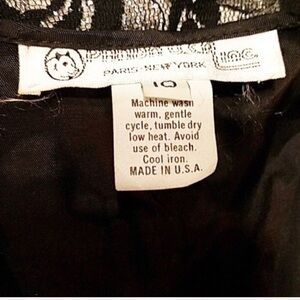 INC.
PARIS-NEW YORK
10
Machine wash
warm, gentle
cycle, tumble dry
low heat. Avoid
use of bleach.
Cool iron.
MADE IN U.S.A.